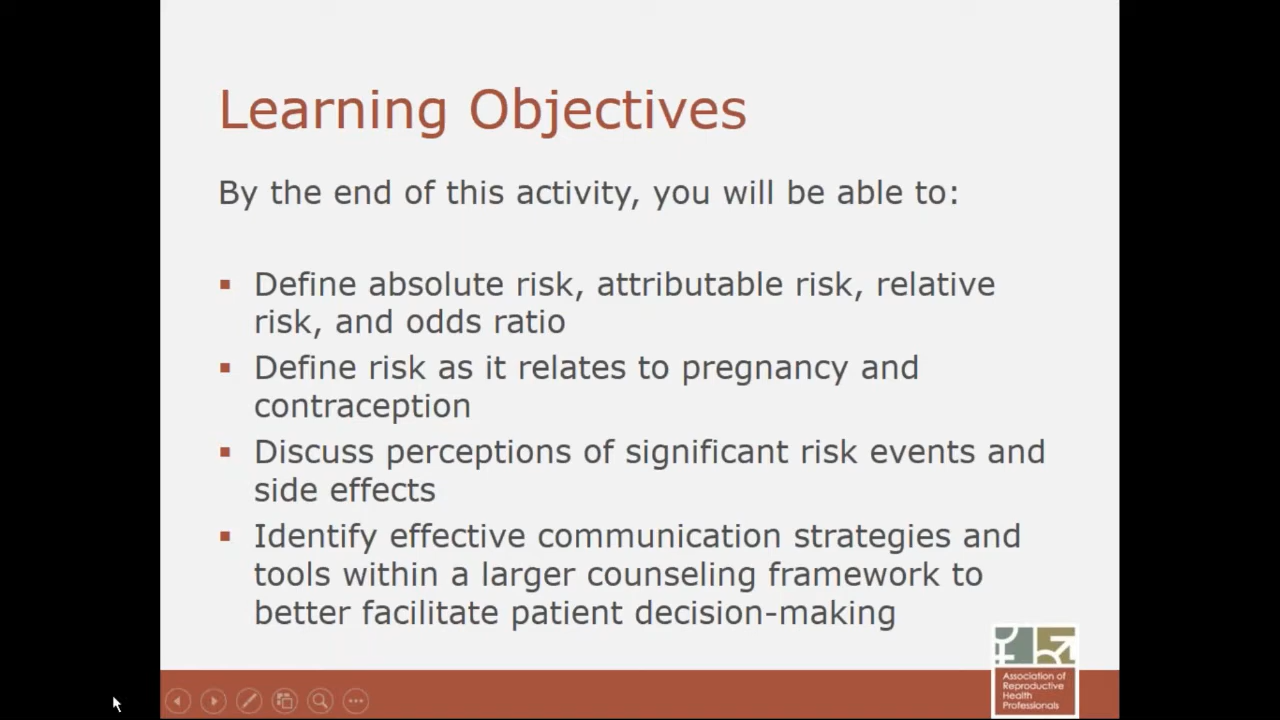 Learning Objectives
By the end of this activity, you will be able to:
▪ Define absolute risk, attributable risk, relative
risk, and odds ratio
▪ Define risk as it relates to pregnancy and
contraception
▪ Discuss perceptions of significant risk events and
side effects
▪ Identify effective communication strategies and
tools within a larger counseling framework to
better facilitate patient decision-making
Association of
Reproductive
Health
Professionals